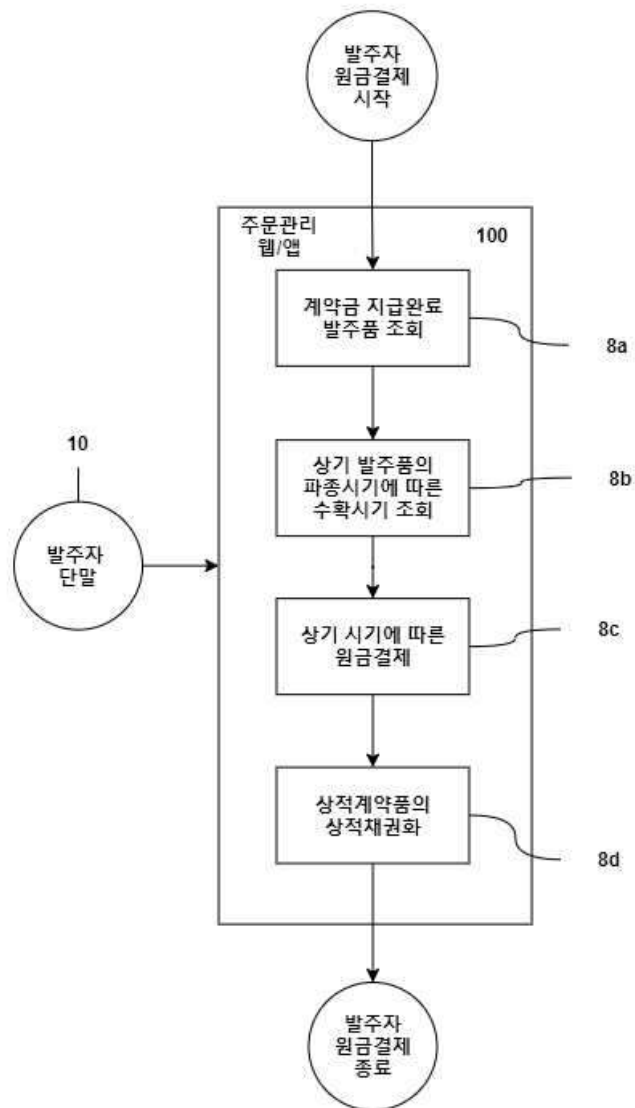 발주자
원금결제
시작
주문관리
웹/앱
100
계약금 지급완료
발주품 조회
8a
10
상기 발주품의
파종시기에 따른
수확시기 조회
8b
발주자
단말
상기 시기에 따른
원금결제
8c
상적계약품의
상적채권화
8d
발주자
원금결제
종료